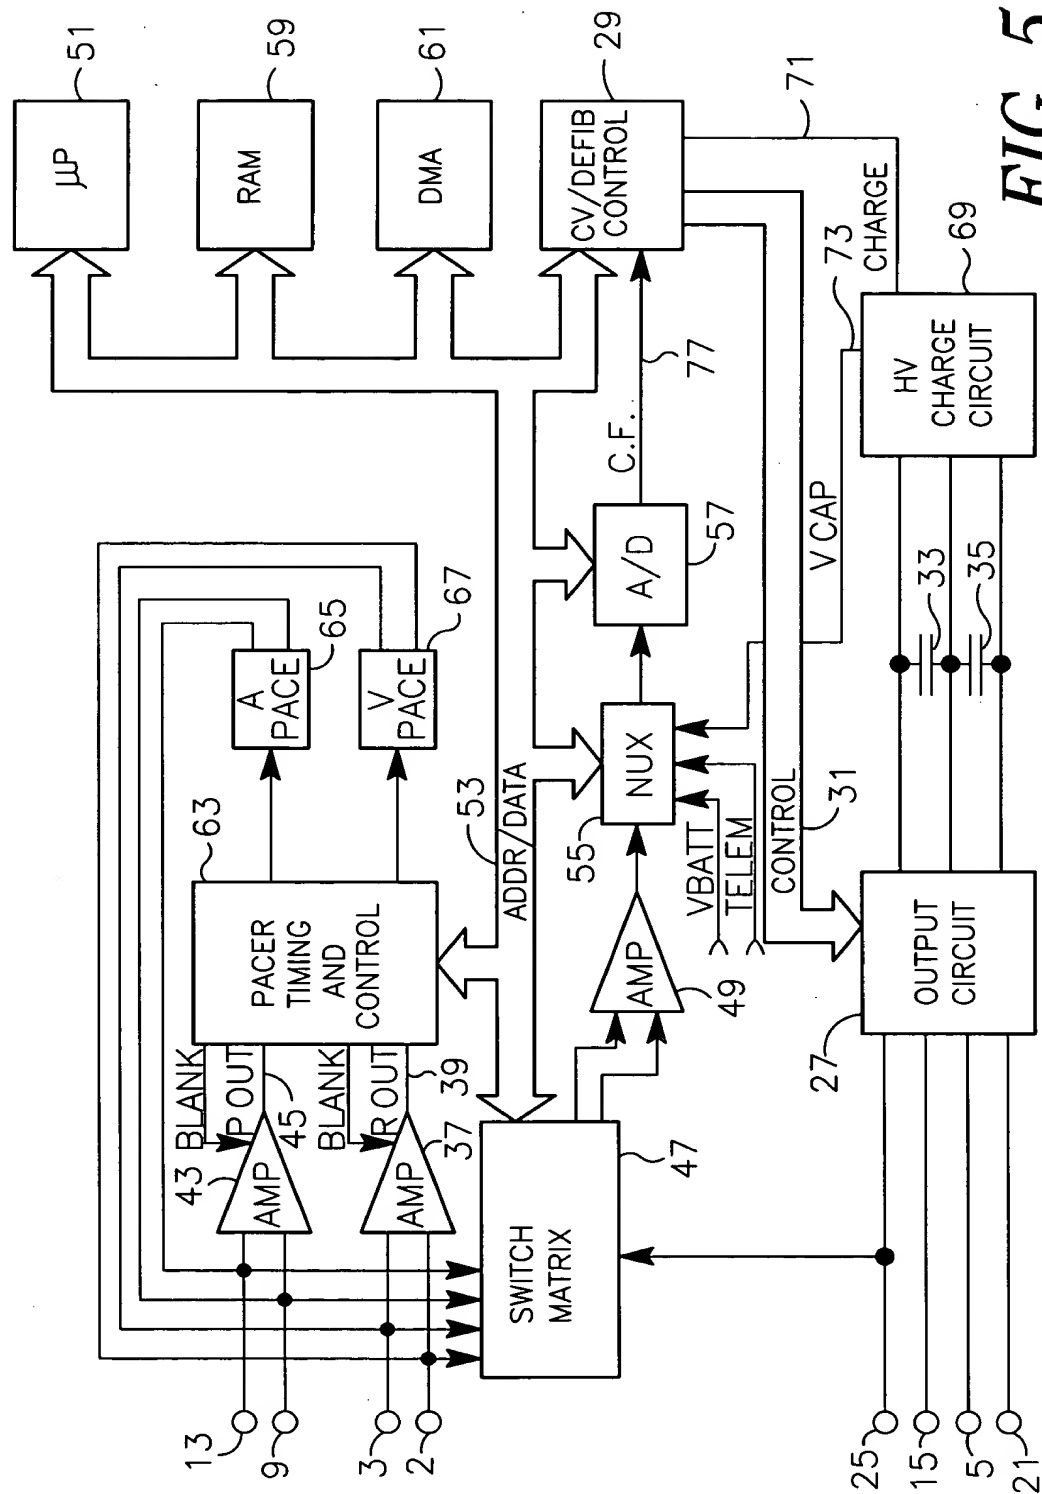 51
µP
59
RAM
61
DMA
29
CV/DEFIB
CONTROL
71
CHARGE
73
69
HV
CHARGE
CIRCUIT
FIG. 5
77
C.F.
A/D
57
V CAP
33
35
65
A
PACE
67
V
PACE
63
PACER
TIMING
AND
CONTROL
53
ADDR/DATA
55
NUX
VBATT
TELEM
CONTROL
31
AMP
49
OUTPUT
CIRCUIT
27
BLANK
P OUT
45
BLANK
R OUT
39
43
AMP
37
AMP
47
SWITCH
MATRIX
13
9
3
2
25
15
5
21